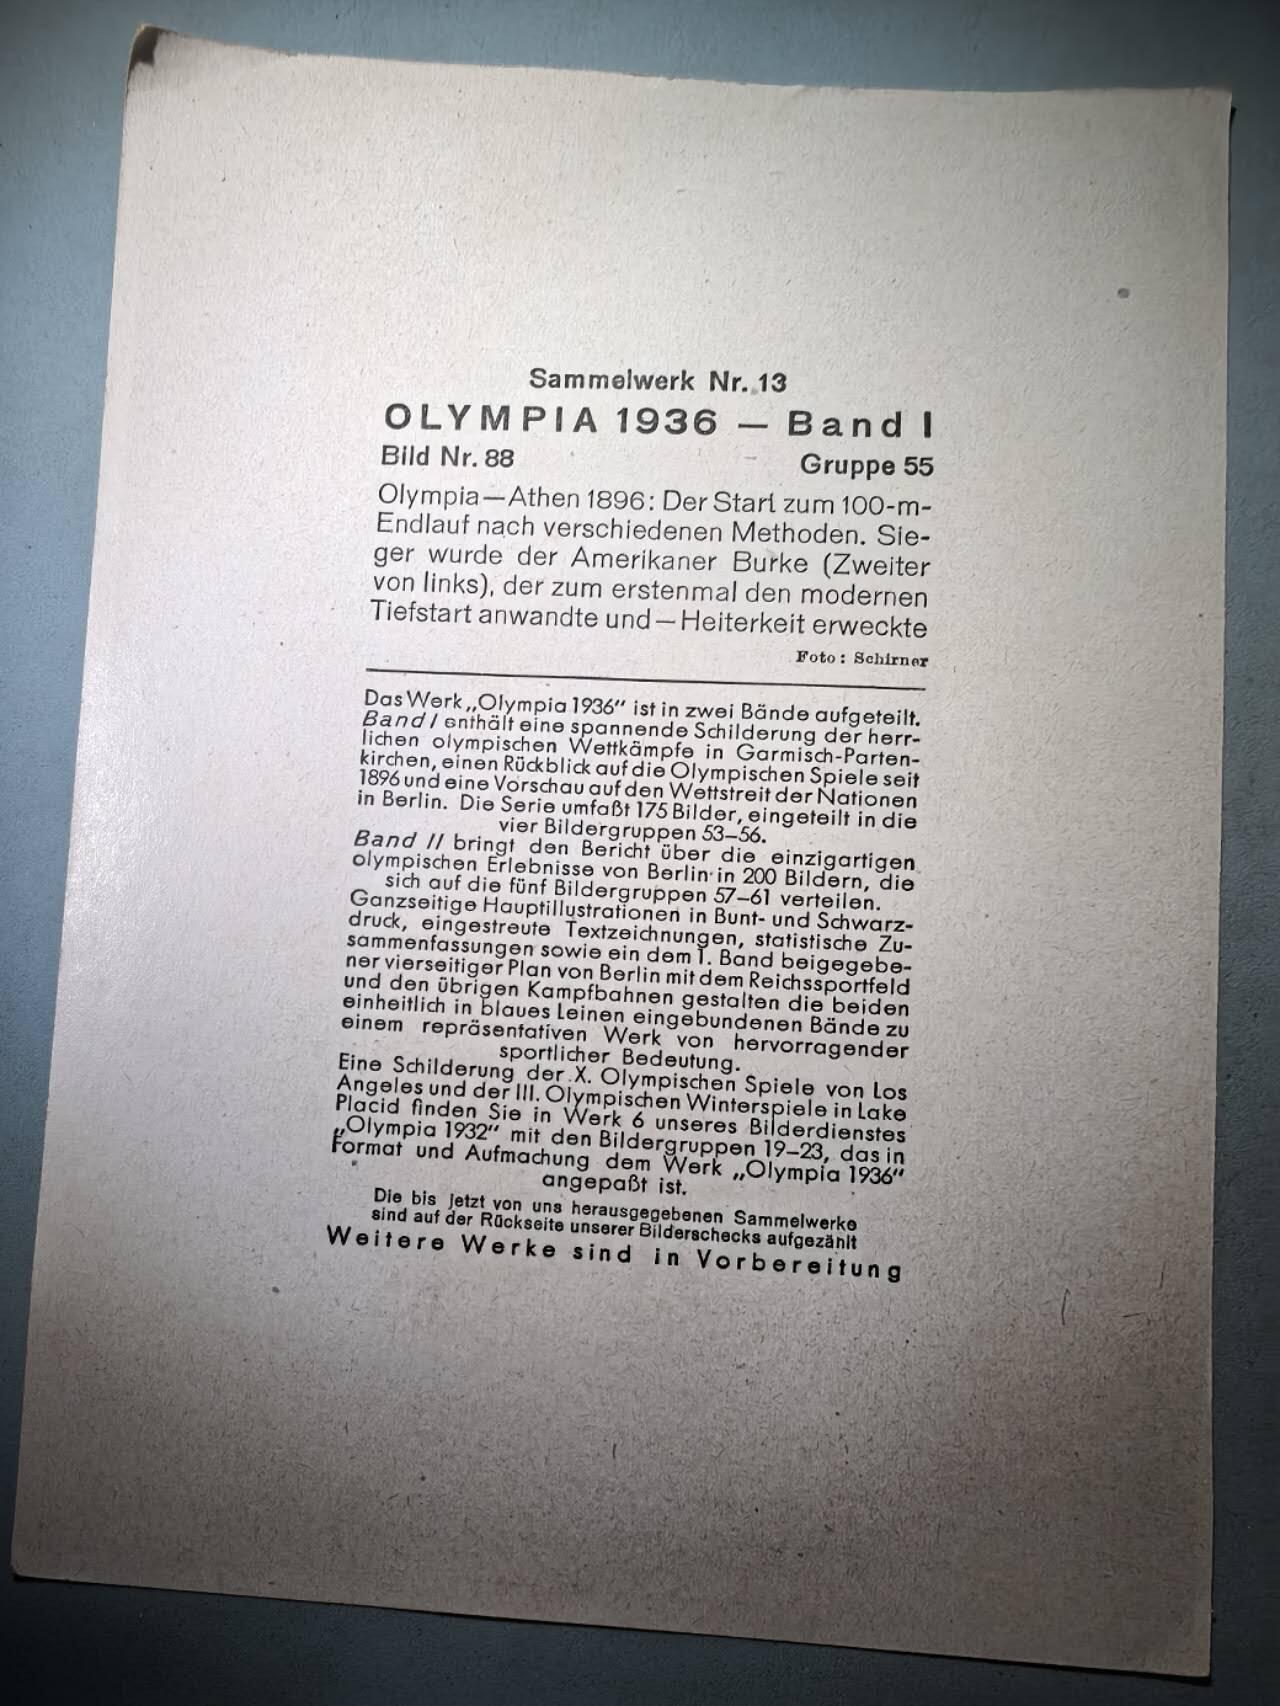 Sammelwerk Nr. 13
OLYMPIA 1936 — Band I
Bild Nr. 88 Gruppe 55
Olympia—Athen 1896: Der Start zum 100-m-
Endlauf nach verschiedenen Methoden. Sie-
ger wurde der Amerikaner Burke (Zweiter
von links), der zum erstenmal den modernen
Tiefstart anwandte und — Heiterkeit erweckte
Foto: Schirner
Das Werk „Olympia 1936“ ist in zwei Bände aufgeteilt.
Band I enthält eine spannende Schilderung der herr-
lichen olympischen Wettkämpfe in Garmisch-Parten-
kirchen, einen Rückblick auf die Olympischen Spiele seit
1896 und eine Vorschau auf den Wettstreit der Nationen
in Berlin. Die Serie umfaßt 175 Bilder, eingeteilt in die
vier Bildergruppen 53–56.
Band II bringt den Bericht über die einzigartigen
olympischen Erlebnisse von Berlin in 200 Bildern, die
sich auf die fünf Bildergruppen 57–61 verteilen.
Ganzseitige Hauptillustrationen in Bunt- und Schwarz-
druck, eingestreute Textzeichnungen, statistische Zu-
sammenfassungen sowie ein dem 1. Band beigegebe-
ner vierseitiger Plan von Berlin mit dem Reichssportfeld
und den übrigen Kampfbahnen gestalten die beiden
einheitlich in blaues Leinen eingebundenen Bände zu
einem repräsentativen Werk von hervorragender
sportlicher Bedeutung.
Eine Schilderung der X. Olympischen Spiele von Los
Angeles und der III. Olympischen Winterspiele in Lake
Placid finden Sie in Werk 6 unseres Bilderdienstes
„Olympia 1932“ mit den Bildergruppen 19–23, das in
Format und Aufmachung dem Werk „Olympia 1936“
angepaßt ist.
Die bis jetzt von uns herausgegebenen Sammelwerke
sind auf der Rückseite unserer Bilderschecks aufgezählt
Weitere Werke sind in Vorbereitung